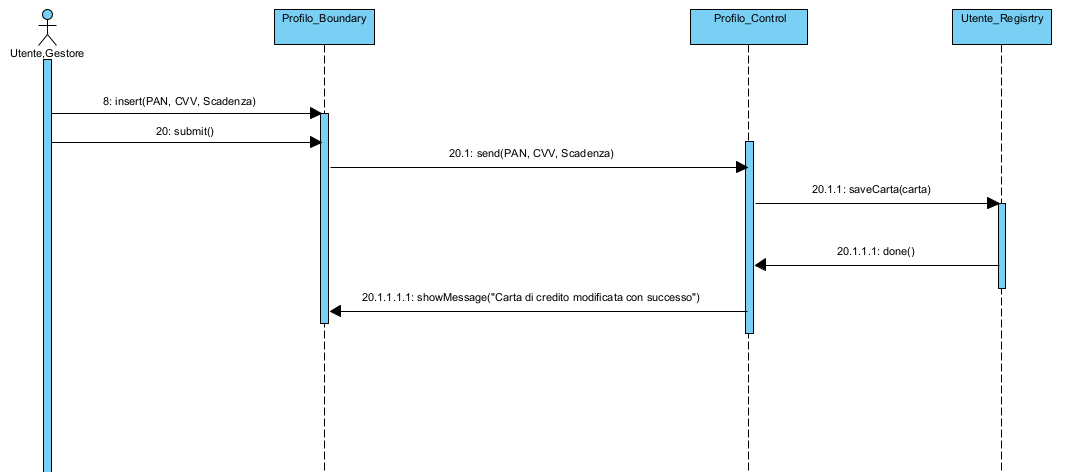 Profilo_Boundary
Profilo_Control
Utente_Regisrtry
Utente,Gestore
8: insert(PAN, CVV, Scadenza)
20: submit()
20.1: send(PAN, CVV, Scadenza)
20.1.1: saveCarta(carta)
20.1.1.1: done()
20.1.1.1.1: showMessage("Carta di credito modificata con successo")